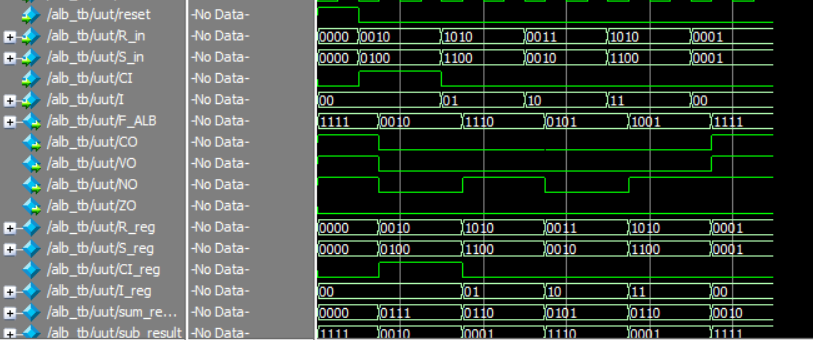 /alb_tb/uut/reset -No Data-
/alb_tb/uut/R_in -No Data- 0000 0010 1010 0011 1010 0001
/alb_tb/uut/S_in -No Data- 0000 0100 1100 0010 1100 0001
/alb_tb/uut/CI -No Data-
/alb_tb/uut/I -No Data- 00 01 10 11 00
/alb_tb/uut/F_ALB -No Data- 1111 0010 1110 0101 1001 1111
/alb_tb/uut/CO -No Data-
/alb_tb/uut/VO -No Data-
/alb_tb/uut/NO -No Data-
/alb_tb/uut/ZO -No Data-
/alb_tb/uut/R_reg -No Data- 0000 0010 1010 0011 1010 0001
/alb_tb/uut/S_reg -No Data- 0000 0100 1100 0010 1100 0001
/alb_tb/uut/CI_reg -No Data-
/alb_tb/uut/I_reg -No Data- 00 01 10 11 00
/alb_tb/uut/sum_re... -No Data- 0000 0111 0110 0101 0110 0010
/alb_tb/uut/sub_result -No Data- 1111 0010 0001 1110 0001 1111